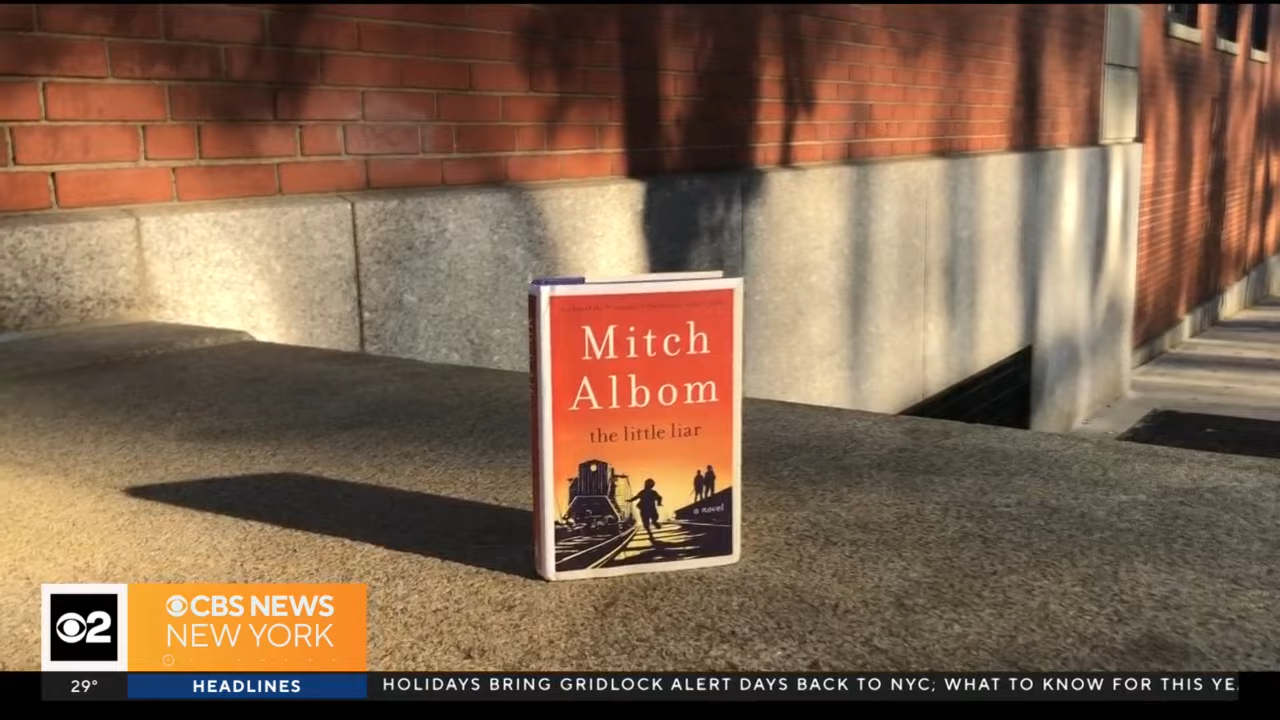 Mitch
Albom
the little liar
a novel
2
CBS NEWS
NEW YORK
29°
HEADLINES
HOLIDAYS BRING GRIDLOCK ALERT DAYS BACK TO NYC; WHAT TO KNOW FOR THIS YE